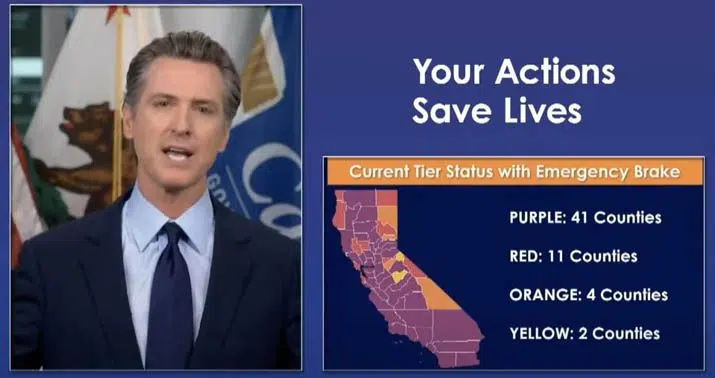 Your Actions
Save Lives
Current Tier Status with Emergency Brake
PURPLE: 41 Counties
RED: 11 Counties
ORANGE: 4 Counties
YELLOW: 2 Counties